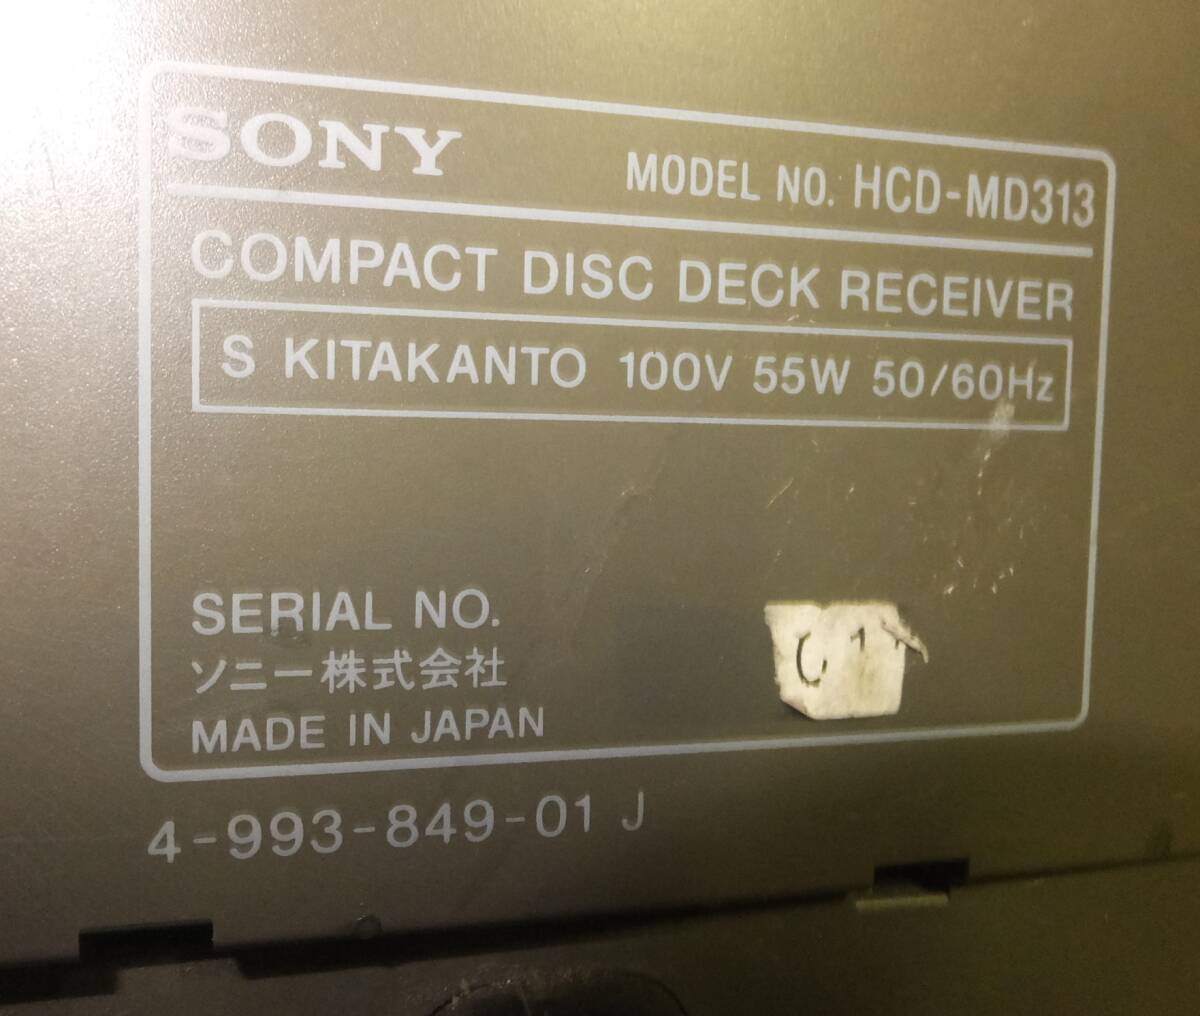 SONY MODEL NO. HCD-MD313
COMPACT DISC DECK RECEIVER
S KITAKANTO 100V 55W 50/60Hz
SERIAL NO.
ソニー株式会社
MADE IN JAPAN
4-993-849-01 J